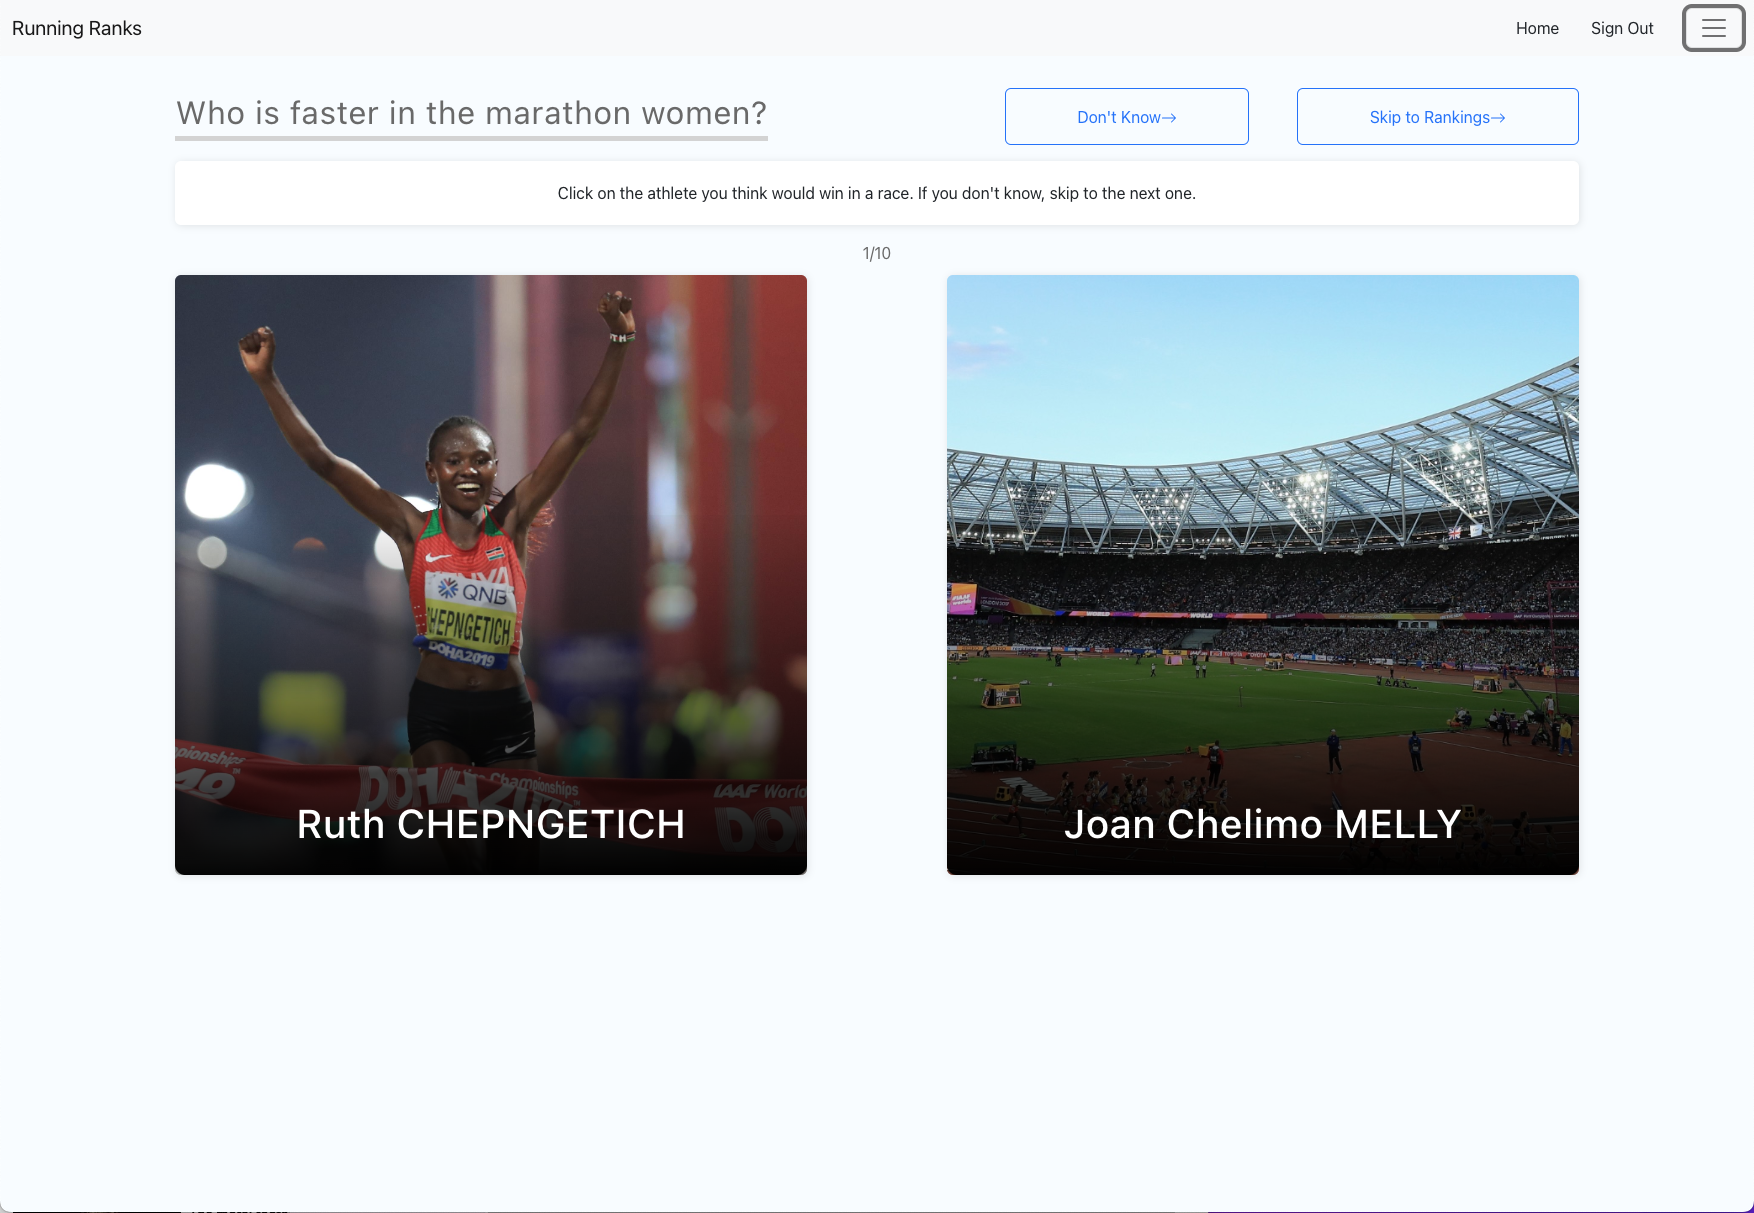 Running Ranks
Home
Sign Out
Who is faster in the marathon women?
Don't Know→
Skip to Rankings→
Click on the athlete you think would win in a race. If you don't know, skip to the next one.
1/10
QNB
CHEPNGETICH
DOHA2019
Championships
IAAF World
Ruth CHEPNGETICH
WORLD
WORLD
Joan Chelimo MELLY